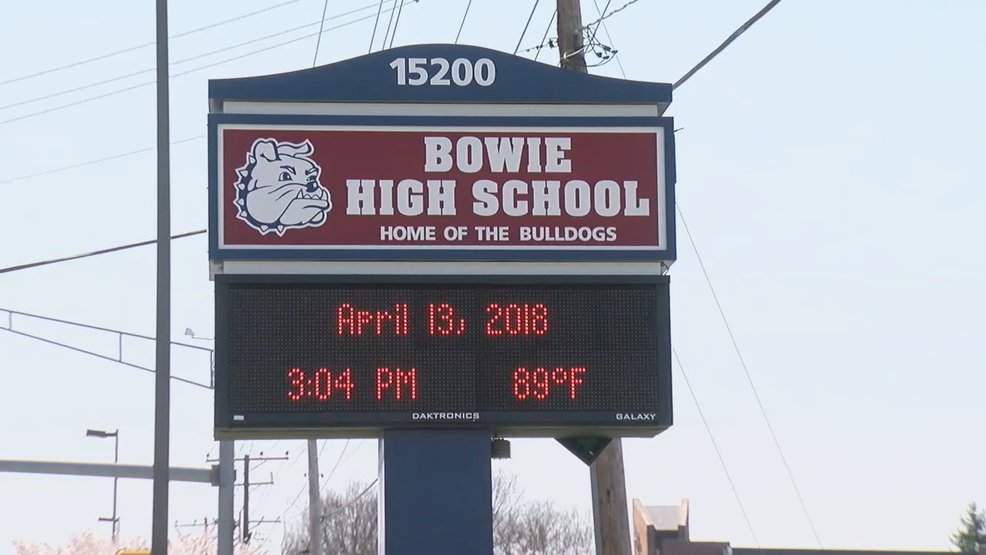 15200
BOWIE
HIGH SCHOOL
HOME OF THE BULLDOGS
April 13, 2018
3:04 PM 89°F
DAKTRONICS GALAXY